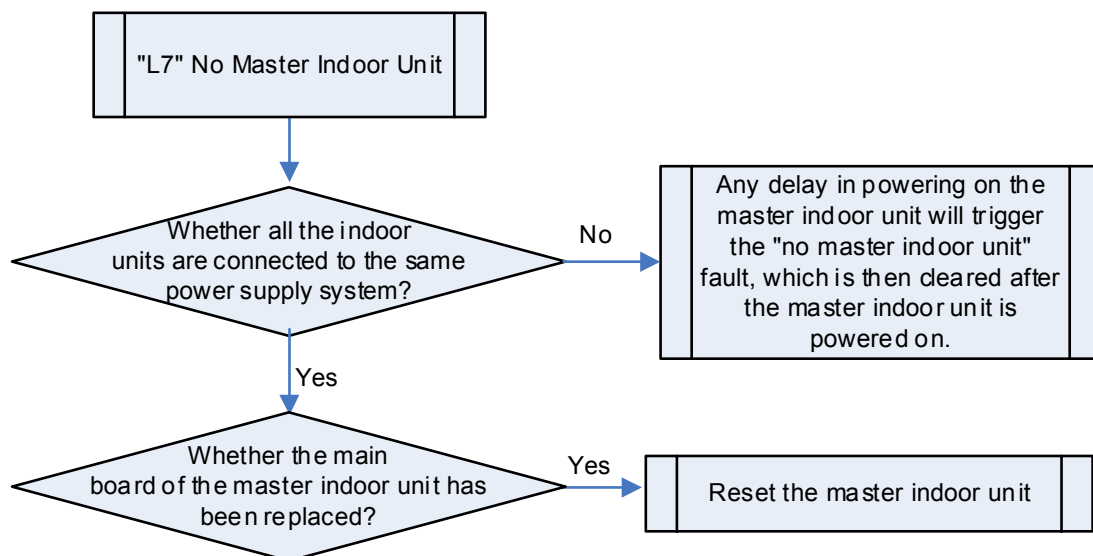 "L7" No Master Indoor Unit
Whether all the indoor
units are connected to the same
power supply system?
No
Any delay in powering on the
master indoor unit will trigger
the "no master indoor unit"
fault, which is then cleared after
the master indoor unit is
powered on.
Yes
Whether the main
board of the master indoor unit has
been replaced?
Yes
Reset the master indoor unit